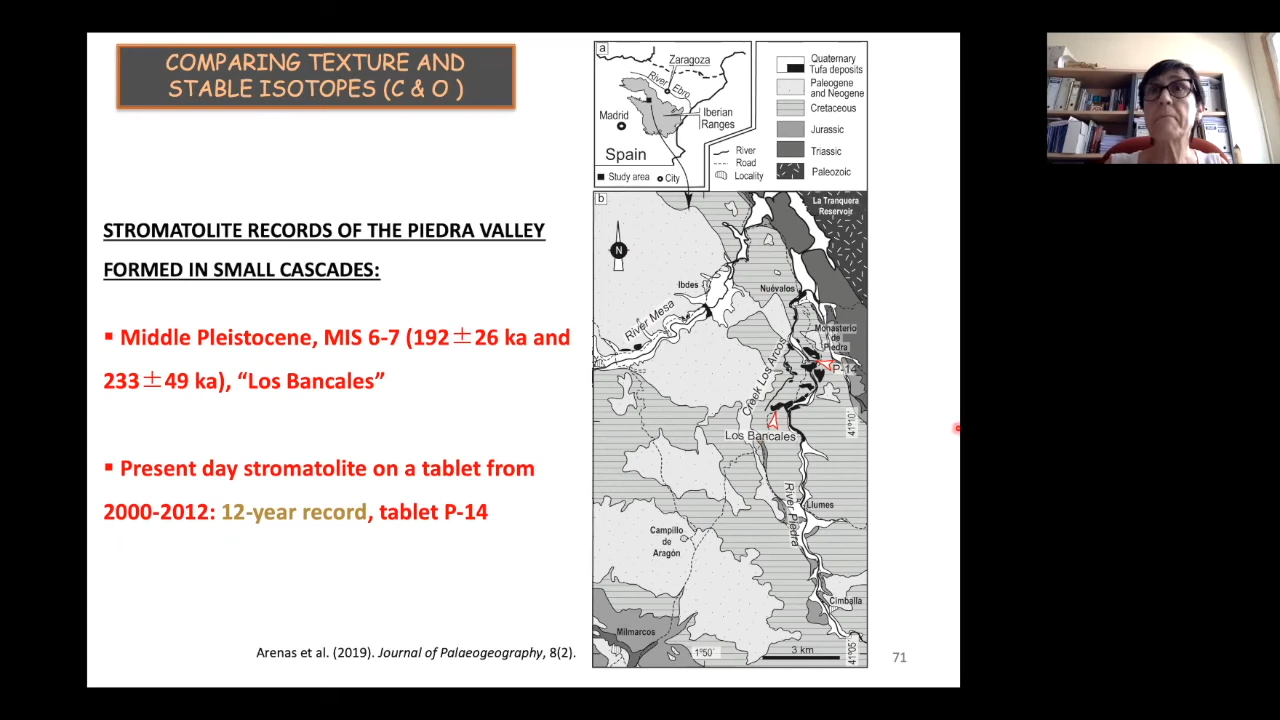 COMPARING TEXTURE AND
STABLE ISOTOPES (C & O )
STROMATOLITE RECORDS OF THE PIEDRA VALLEY
FORMED IN SMALL CASCADES:
▪ Middle Pleistocene, MIS 6-7 (192 ± 26 ka and
233 ± 49 ka), “Los Bancales”
▪ Present day stromatolite on a tablet from
2000-2012: 12-year record, tablet P-14
Arenas et al. (2019). Journal of Palaeogeography, 8(2).
a
Zaragoza
River Ebro
Madrid
Iberian
Ranges
Spain
Study area
City
River
Road
Locality
Quaternary
Tufa deposits
Paleogene
and Neogene
Cretaceous
Jurassic
Triassic
Paleozoic
b
La Tranquera
Reservoir
N
Ibdes
Nuévalos
River Mesa
Monasterio
de
Piedra
P-14
Creek Los Arcos
41º10´
Los Bancales
River Piedra
Llumes
Campillo
de
Aragón
Cimballa
Milmarcos
1º50´
3 km
41º05´
71